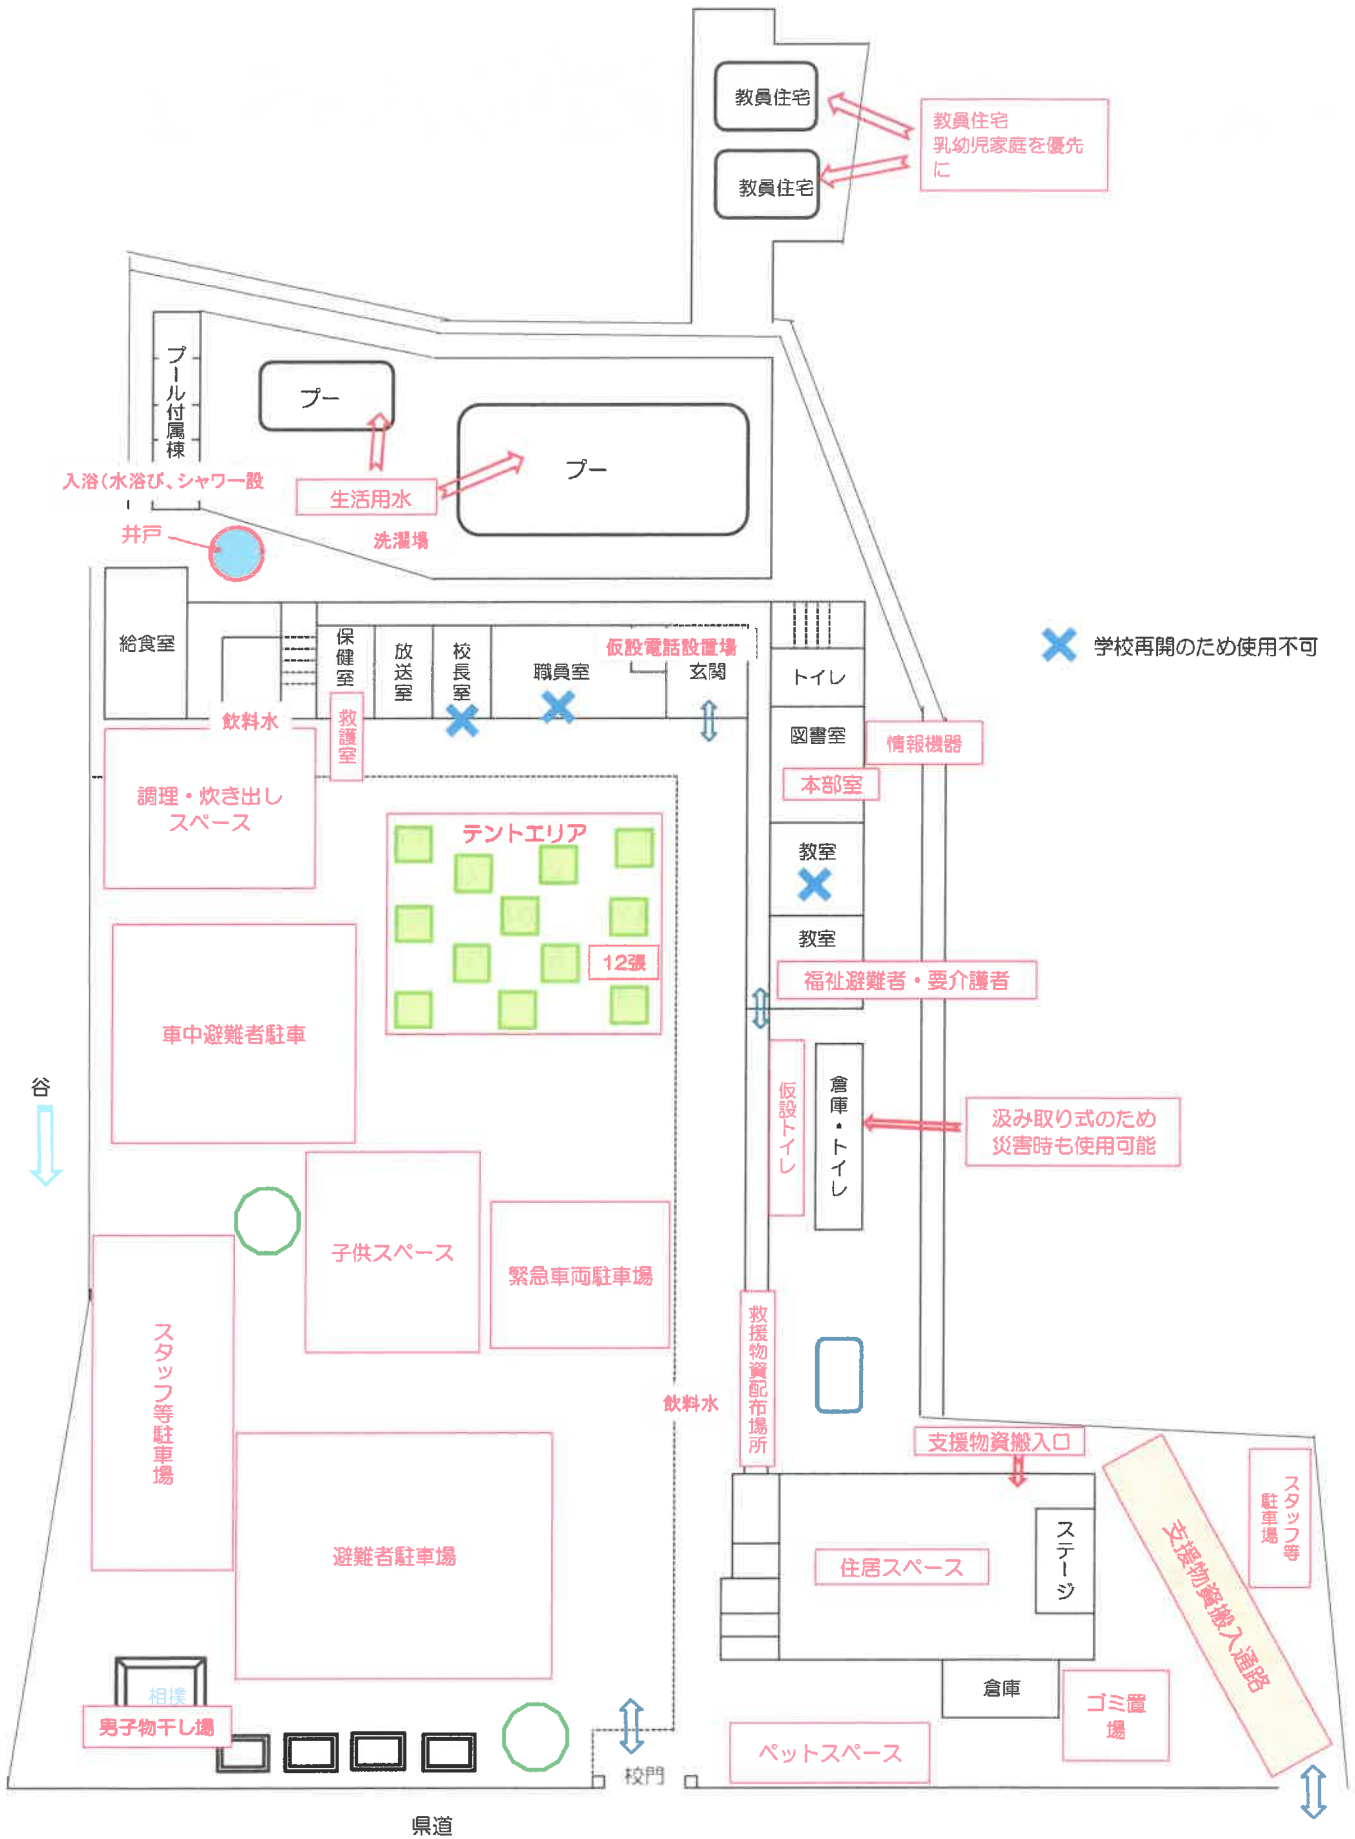 教員住宅
教員住宅
教員住宅
乳幼児家庭を優先
に
プール付属棟
プー
プー
入浴(水浴び、シャワー設
生活用水
井戸
洗濯場
給食室
保健室
放送室
校長室
職員室
仮設電話設置場
玄関
トイレ
学校再開のため使用不可
飲料水
救護室
図書室
情報機器
本部室
調理・炊き出し
スペース
テントエリア
12張
教室
教室
福祉避難者・要介護者
車中避難者駐車
谷
仮設トイレ
倉庫・トイレ
汲み取り式のため
災害時も使用可能
子供スペース
緊急車両駐車場
スタッフ等駐車場
救援物資配布場所
飲料水
支援物資搬入口
避難者駐車場
住居スペース
ステージ
支援物資搬入通路
スタッフ等
駐車場
相撲
男子物干し場
倉庫
ゴミ置
場
ペットスペース
校門
県道